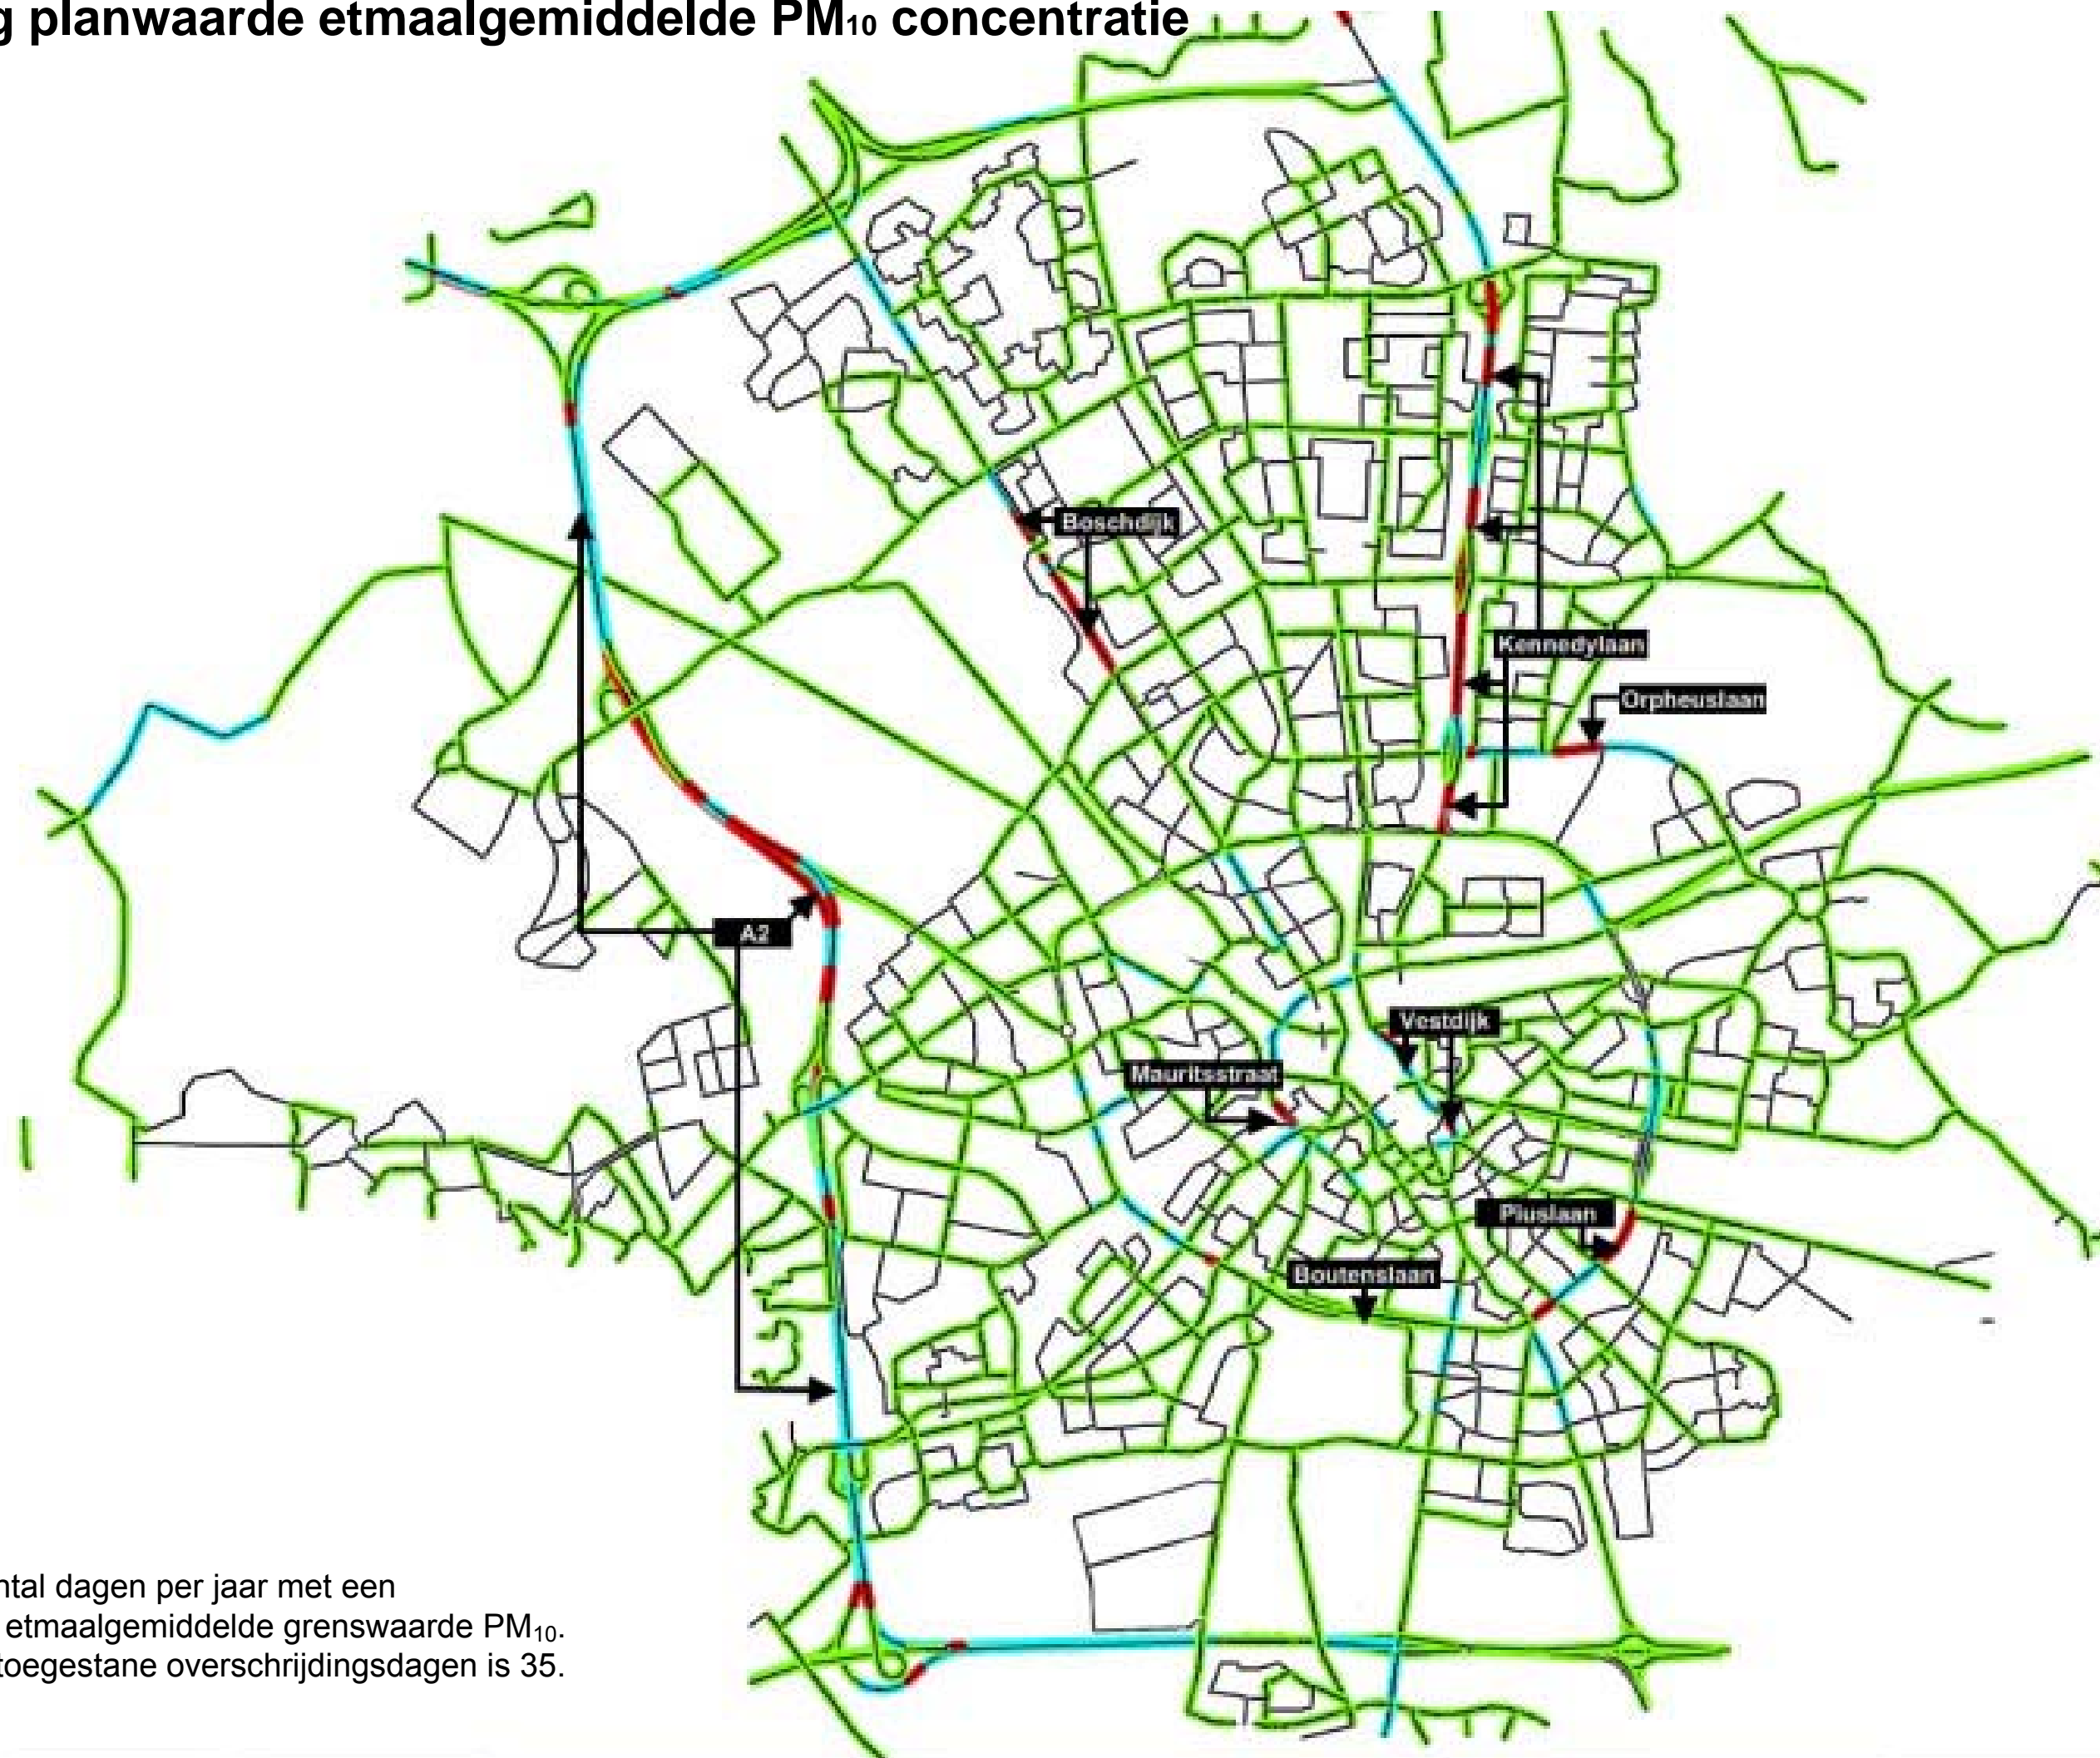 g planwaarde etmaalgemiddelde PM10 concentratie
Boschdijk
Kennedylaan
Orpheuslaan
A2
Vestdijk
Mauritsstraat
Pluslaan
Boutenslaan
ntal dagen per jaar met een
etmaalgemiddelde grenswaarde PM10.
toegestane overschrijdingsdagen is 35.